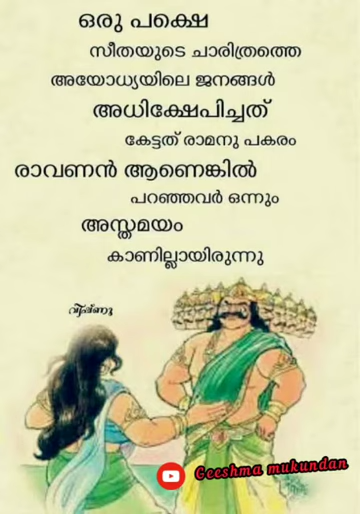 ഒരു പക്ഷെ
സീതയുടെ ചാരിത്രത്തെ
അയോധ്യയിലെ ജനങ്ങൾ
അധിക്ഷേപിച്ചത്
കേട്ടത് രാമനു പകരം
രാവണൻ ആണെങ്കിൽ
പറഞ്ഞവർ ഒന്നും
അസ്തമയം
കാണില്ലായിരുന്നു
വിഷ്ണു
Geeshma mukundan